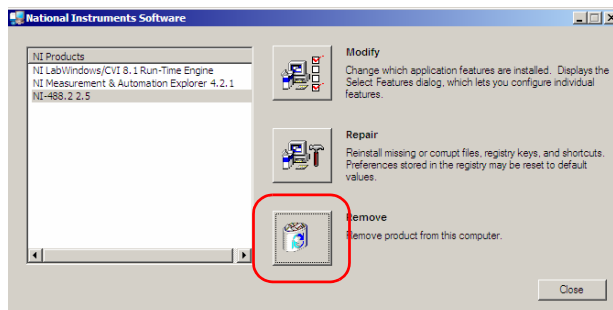 National Instruments Software
NI Products
NI LabWindows/CVI 8.1 Run-Time Engine
NI Measurement & Automation Explorer 4.2.1
NI-488.2 2.5
Modify
Change which application features are installed. Displays the
Select Features dialog, which lets you configure individual
features.
Repair
Reinstall missing or corrupt files, registry keys, and shortcuts.
Preferences stored in the registry may be reset to default
values.
Remove
Remove product from this computer.
Close